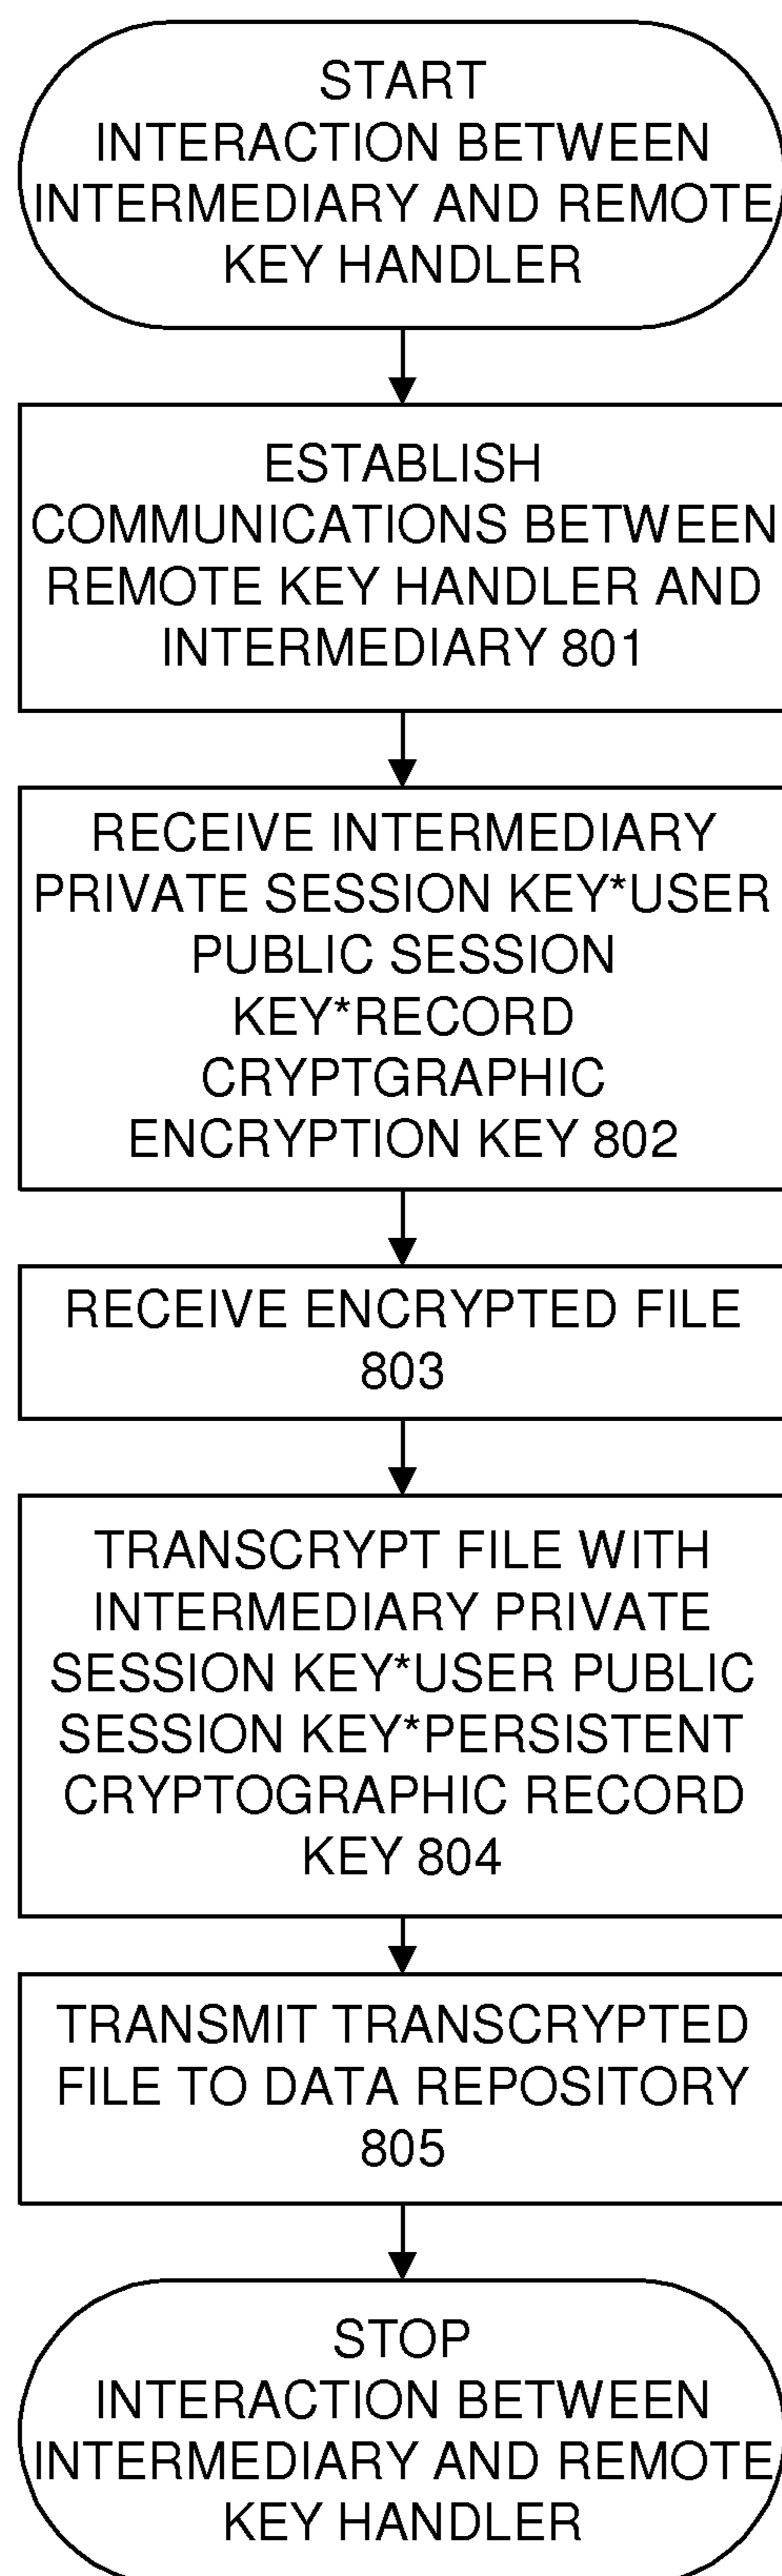 START
INTERACTION BETWEEN
INTERMEDIARY AND REMOTE
KEY HANDLER
ESTABLISH
COMMUNICATIONS BETWEEN
REMOTE KEY HANDLER AND
INTERMEDIARY 801
RECEIVE INTERMEDIARY
PRIVATE SESSION KEY*USER
PUBLIC SESSION
KEY*RECORD
CRYPTGRAPHIC
ENCRYPTION KEY 802
RECEIVE ENCRYPTED FILE
803
TRANSCRYPT FILE WITH
INTERMEDIARY PRIVATE
SESSION KEY*USER PUBLIC
SESSION KEY*PERSISTENT
CRYPTOGRAPHIC RECORD
KEY 804
TRANSMIT TRANSCRYPTED
FILE TO DATA REPOSITORY
805
STOP
INTERACTION BETWEEN
INTERMEDIARY AND REMOTE
KEY HANDLER